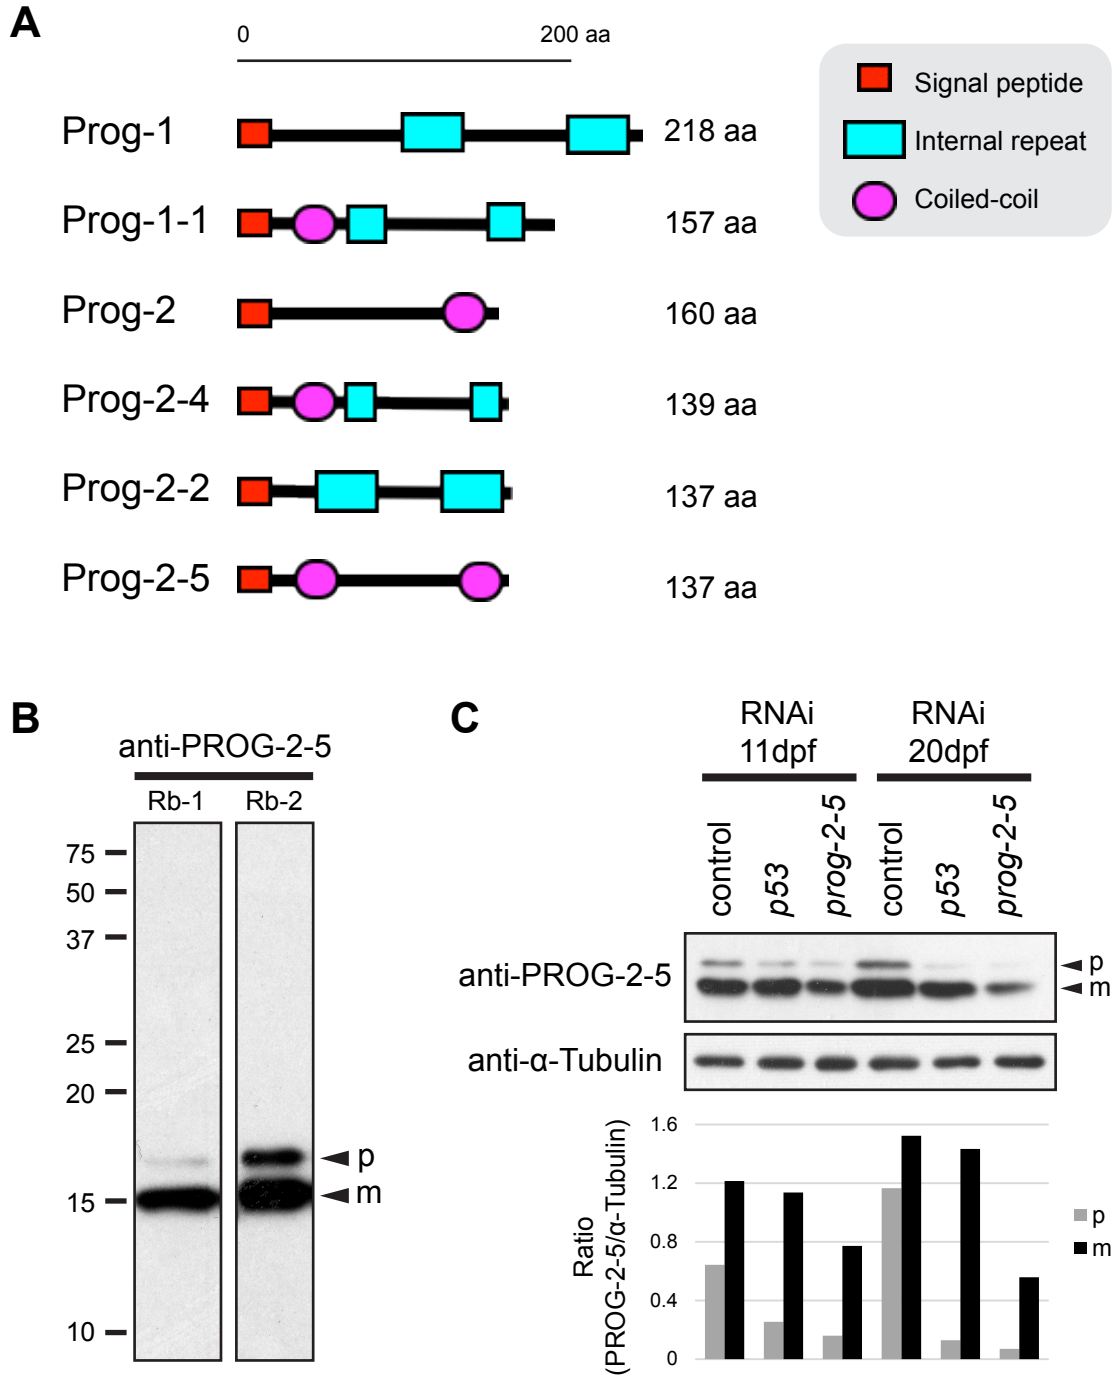 A
0 200 aa
Signal peptide
Internal repeat
Coiled-coil
Prog-1 218 aa
Prog-1-1 157 aa
Prog-2 160 aa
Prog-2-4 139 aa
Prog-2-2 137 aa
Prog-2-5 137 aa
B
anti-PROG-2-5
Rb-1 Rb-2
75
50
37
25
20
15
10
p
m
C
RNAi RNAi
11dpf 20dpf
control p53 prog-2-5 control p53 prog-2-5
anti-PROG-2-5
p
m
anti-α-Tubulin
Ratio
(PROG-2-5/α-Tubulin)
1.6
1.2
0.8
0.4
0
p
m